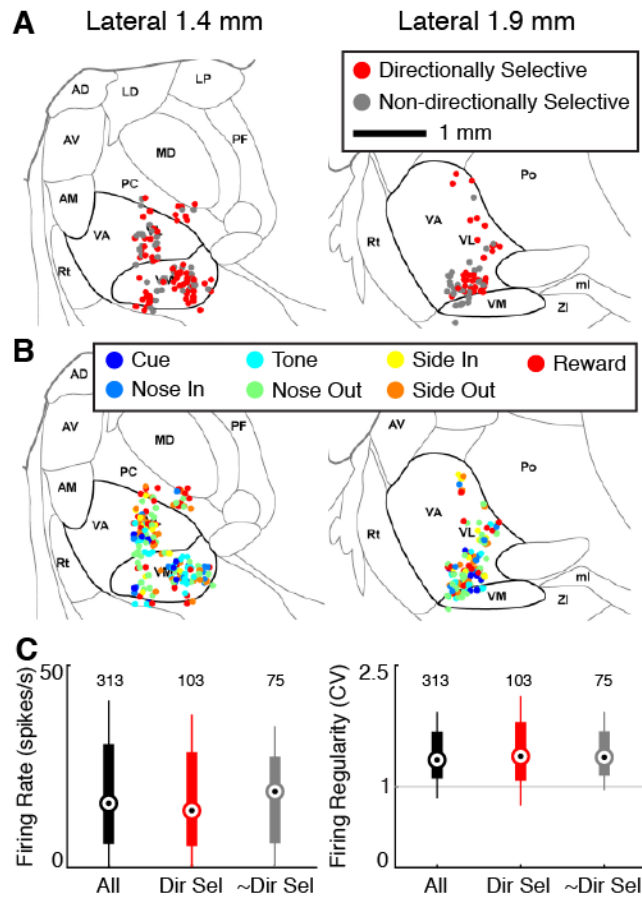 A Lateral 1.4 mm Lateral 1.9 mm
Directionally Selective
Non-directionally Selective
1 mm
AD LD LP
AV MD PF
AM PC
VA
Rt
VM
Po
VA
Rt VL
ml
VM ZI
B
Cue Tone Side In Reward
Nose In Nose Out Side Out
AD
AV MD PF
AM PC
VA
Rt
VM
AV
Po
VA
Rt VL
ml
VM ZI
C
50
313 103 75
Firing Rate (spikes/s)
0
All Dir Sel ~Dir Sel
2.5
313 103 75
Firing Regularity (CV)
1
0
All Dir Sel ~Dir Sel